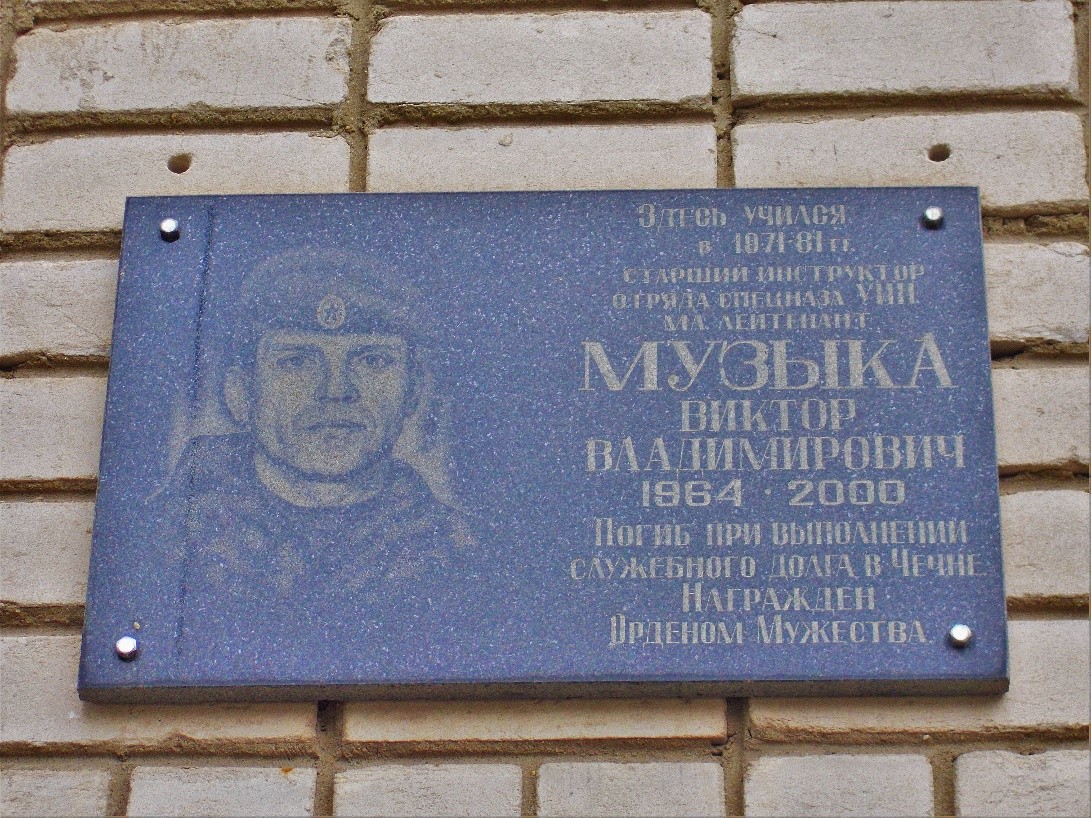 Здесь учился
в 1971-81 гг.
старший инструктор
отряда спецназа УИН
мл. лейтенант
МУЗЫКА
ВИКТОР
ВЛАДИМИРОВИЧ
1964 · 2000
Погиб при выполнении
служебного долга в Чечне
Награжден
Орденом Мужества.